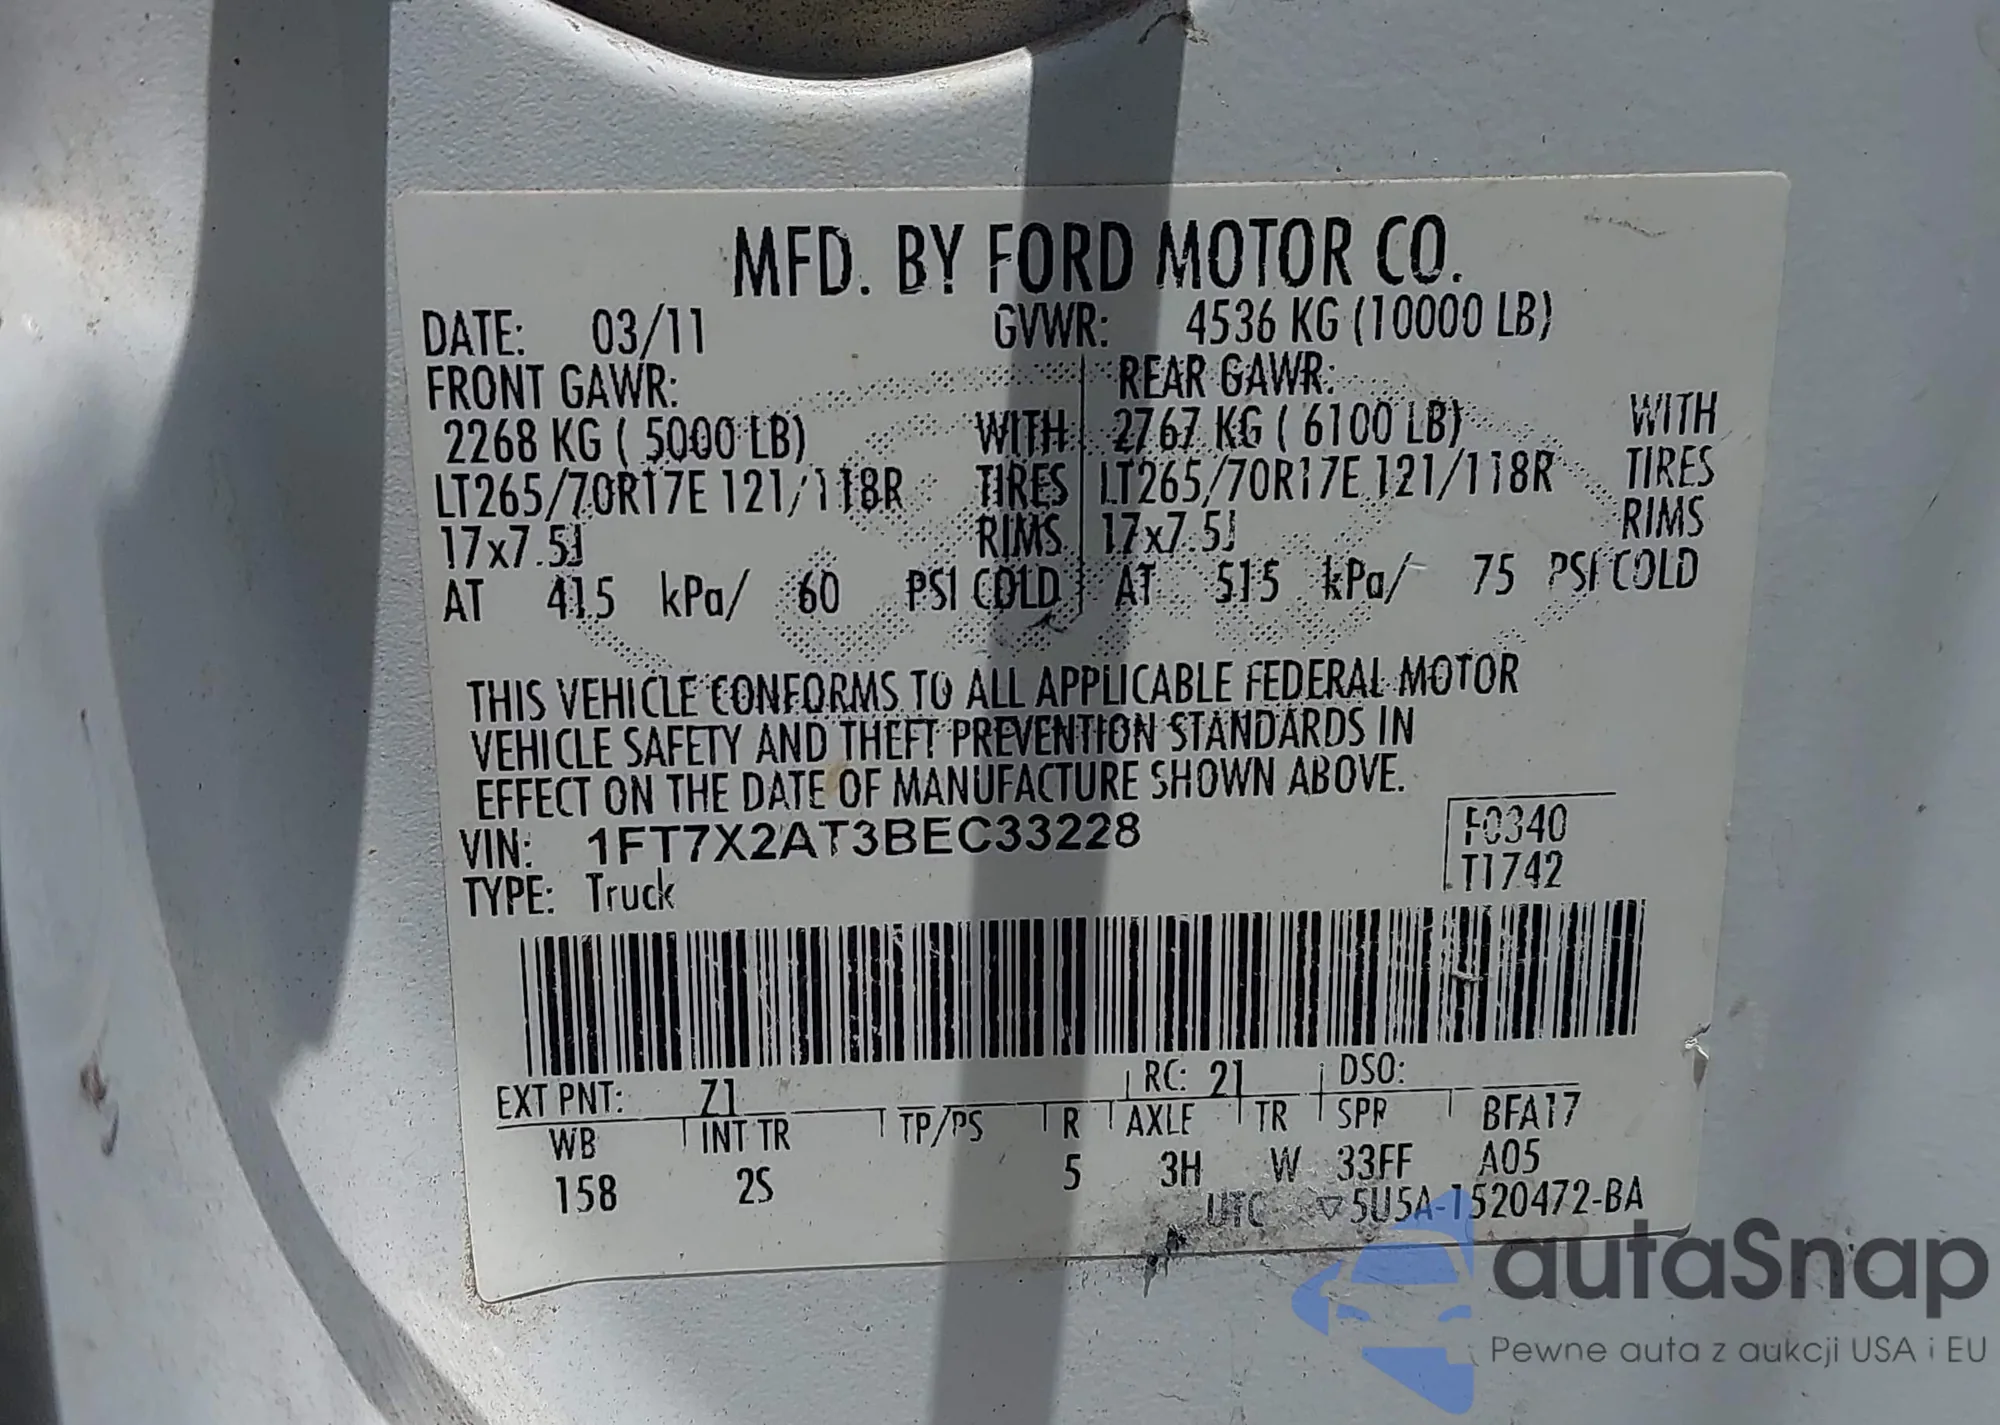 MFD. BY FORD MOTOR CO.
DATE: 03/11 GVWR: 4536 KG (10000 LB)
FRONT GAWR: REAR GAWR:
2268 KG ( 5000 LB) WITH 2767 KG ( 6100 LB) WITH
LT265/70R17E 121/118R TIRES LT265/70R17E 121/118R TIRES
17x7.5J RIMS 17x7.5J RIMS
AT 415 kPa/ 60 PSI COLD AT 515 kPa/ 75 PSI COLD
THIS VEHICLE CONFORMS TO ALL APPLICABLE FEDERAL MOTOR
VEHICLE SAFETY AND THEFT PREVENTION STANDARDS IN
EFFECT ON THE DATE OF MANUFACTURE SHOWN ABOVE.
VIN: 1FT7X2AT3BEC33228 F0340
TYPE: Truck T1742
EXT PNT: Z1 RC: 21 DSO:
WB INT TR TP/PS R AXLE TR SPR BFA17
158 2S 5 3H W 33FF A05
UTC ▽5U5A-1520472-BA
autaSnap
Pewne auta z aukcji USA i EU